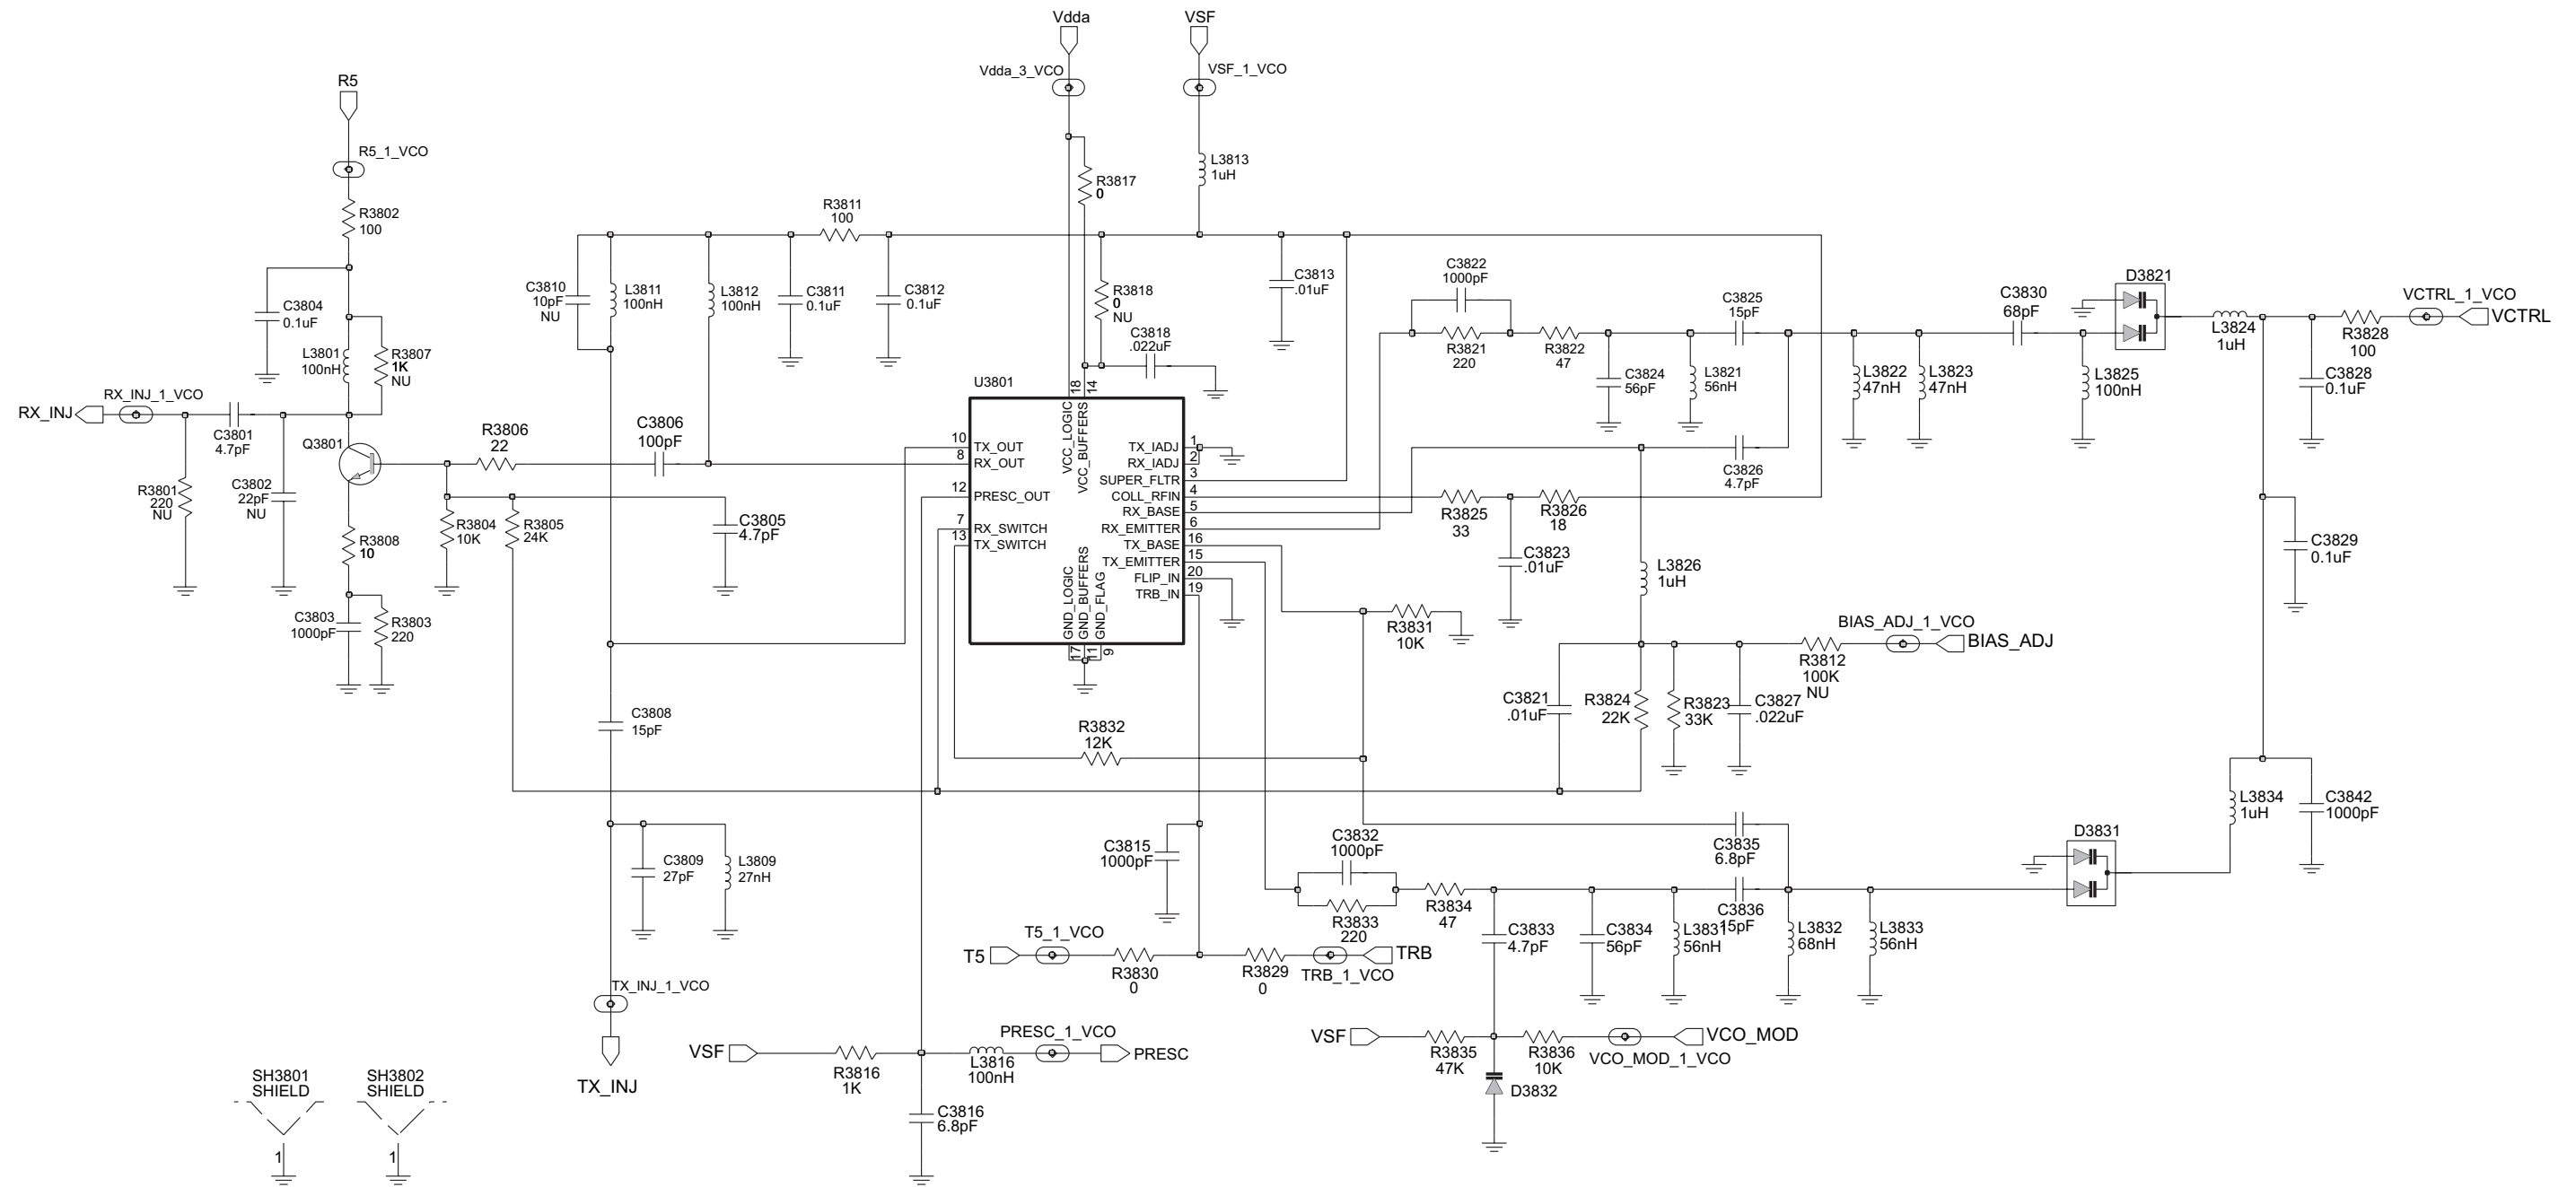 Vdda
VSF
Vdda_3_VCO
VSF_1_VCO
R5
R5_1_VCO
R3802
100
C3804
0.1uF
L3801
100nH
R3807
1K
NU
RX_INJ
RX_INJ_1_VCO
C3801
4.7pF
Q3801
R3801
220
NU
C3802
22pF
NU
R3808
10
C3803
1000pF
R3803
220
R3806
22
R3804
10K
R3805
24K
C3806
100pF
C3805
4.7pF
C3810
10pF
NU
L3811
100nH
L3812
100nH
C3811
0.1uF
R3811
100
C3812
0.1uF
R3817
0
L3813
1uH
R3818
0
NU
C3818
.022uF
C3813
.01uF
U3801
18
14
VCC_LOGIC
VCC_BUFFERS
10
TX_OUT
8
RX_OUT
12
PRESC_OUT
7
RX_SWITCH
13
TX_SWITCH
TX_IADJ
1
RX_IADJ
2
SUPER_FLTR
3
COLL_RFIN
4
RX_BASE
5
RX_EMITTER
6
TX_BASE
16
TX_EMITTER
15
FLIP_IN
20
TRB_IN
19
GND_LOGIC
GND_BUFFERS
GND_FLAG
17
11
9
C3822
1000pF
R3821
220
R3822
47
C3824
56pF
L3821
56nH
C3825
15pF
C3826
4.7pF
L3822
47nH
L3823
47nH
C3830
68pF
L3825
100nH
D3821
L3824
1uH
C3828
0.1uF
R3828
100
VCTRL_1_VCO
VCTRL
R3825
33
R3826
18
C3823
.01uF
L3826
1uH
C3829
0.1uF
R3831
10K
BIAS_ADJ_1_VCO
BIAS_ADJ
R3812
100K
NU
C3821
.01uF
R3824
22K
R3823
33K
C3827
.022uF
R3832
12K
C3808
15pF
C3809
27pF
L3809
27nH
TX_INJ_1_VCO
TX_INJ
C3815
1000pF
T5
T5_1_VCO
R3830
0
R3829
0
TRB
TRB_1_VCO
C3832
1000pF
R3833
220
R3834
47
C3833
4.7pF
C3834
56pF
L3831
56nH
C3835
6.8pF
C3836
15pF
L3832
68nH
L3833
56nH
D3831
L3834
1uH
C3842
1000pF
VSF
R3816
1K
L3816
100nH
PRESC_1_VCO
PRESC
C3816
6.8pF
VSF
R3835
47K
R3836
10K
VCO_MOD
VCO_MOD_1_VCO
D3832
SH3801
SHIELD
1
SH3802
SHIELD
1